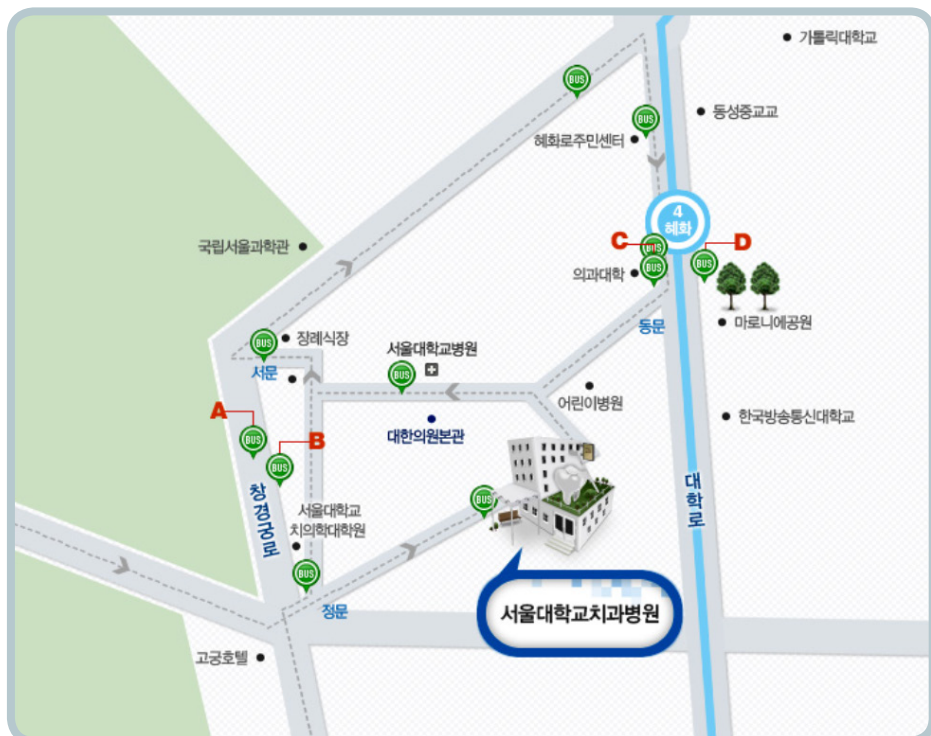 가톨릭대학교
BUS
동성중교교
BUS
혜화로주민센터
4
혜화
국립서울과학관
C
BUS
D
BUS
의과대학
BUS
마로니에공원
동문
BUS
장례식장
서울대학교병원
서문
BUS
어린이병원
A
대한의원본관
한국방송통신대학교
BUS
B
BUS
대학로
창경궁로
서울대학교
치의학대학원
BUS
BUS
정문
서울대학교치과병원
고궁호텔